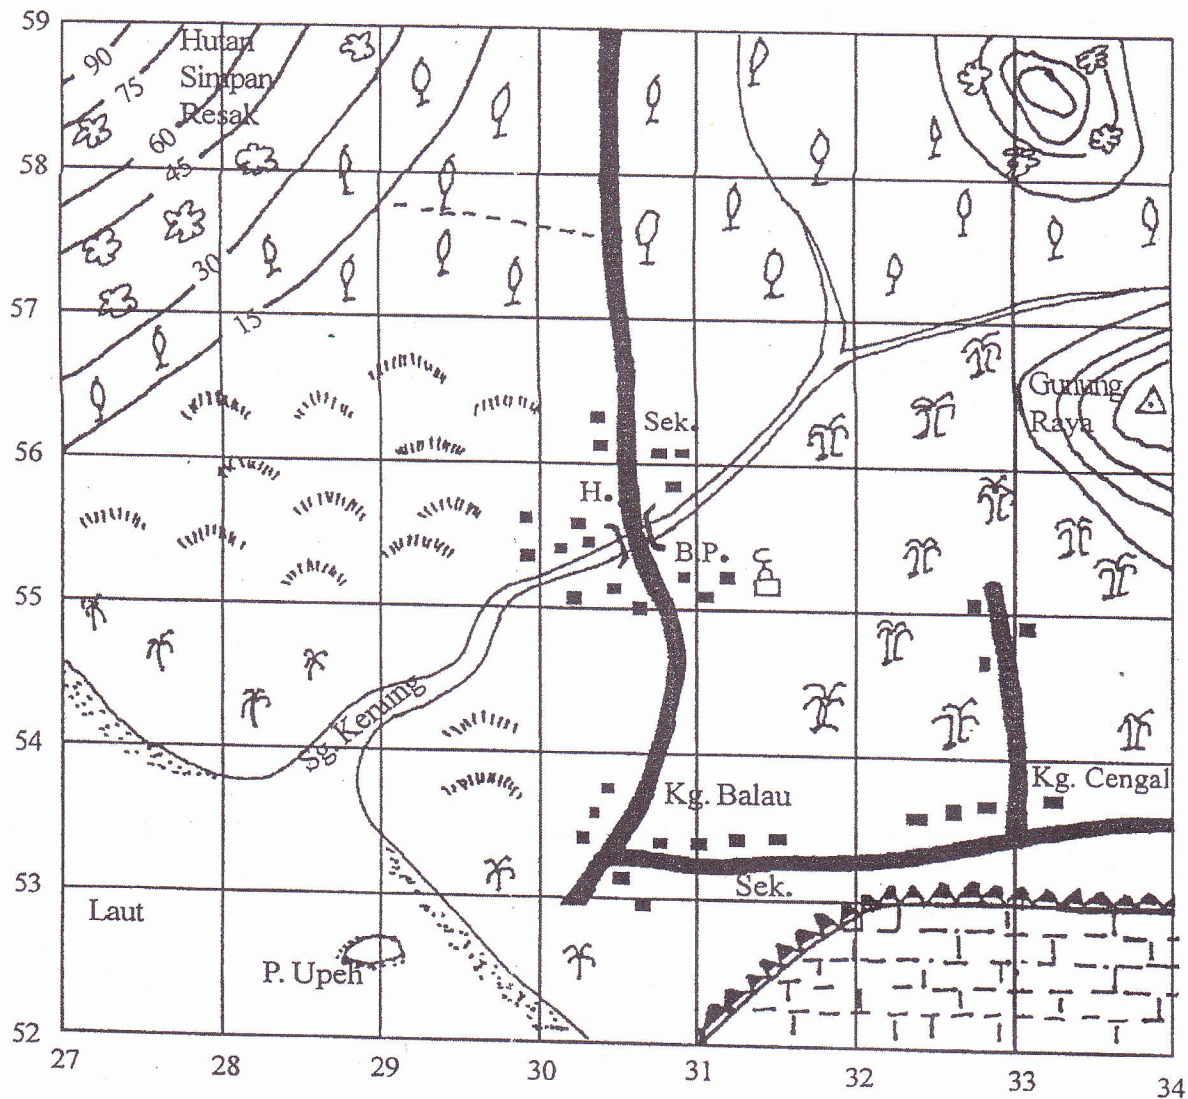 59
Hutan
Simpan
Resak
90
75
60
45
30
15
58
57
Gunung
Raya
Sek.
56
H.
B.P.
55
Sg. Kenang
54
Kg. Cengal
Kg. Balau
53
Sek.
Laut
P. Upeh
52
27 28 29 30 31 32 33 34